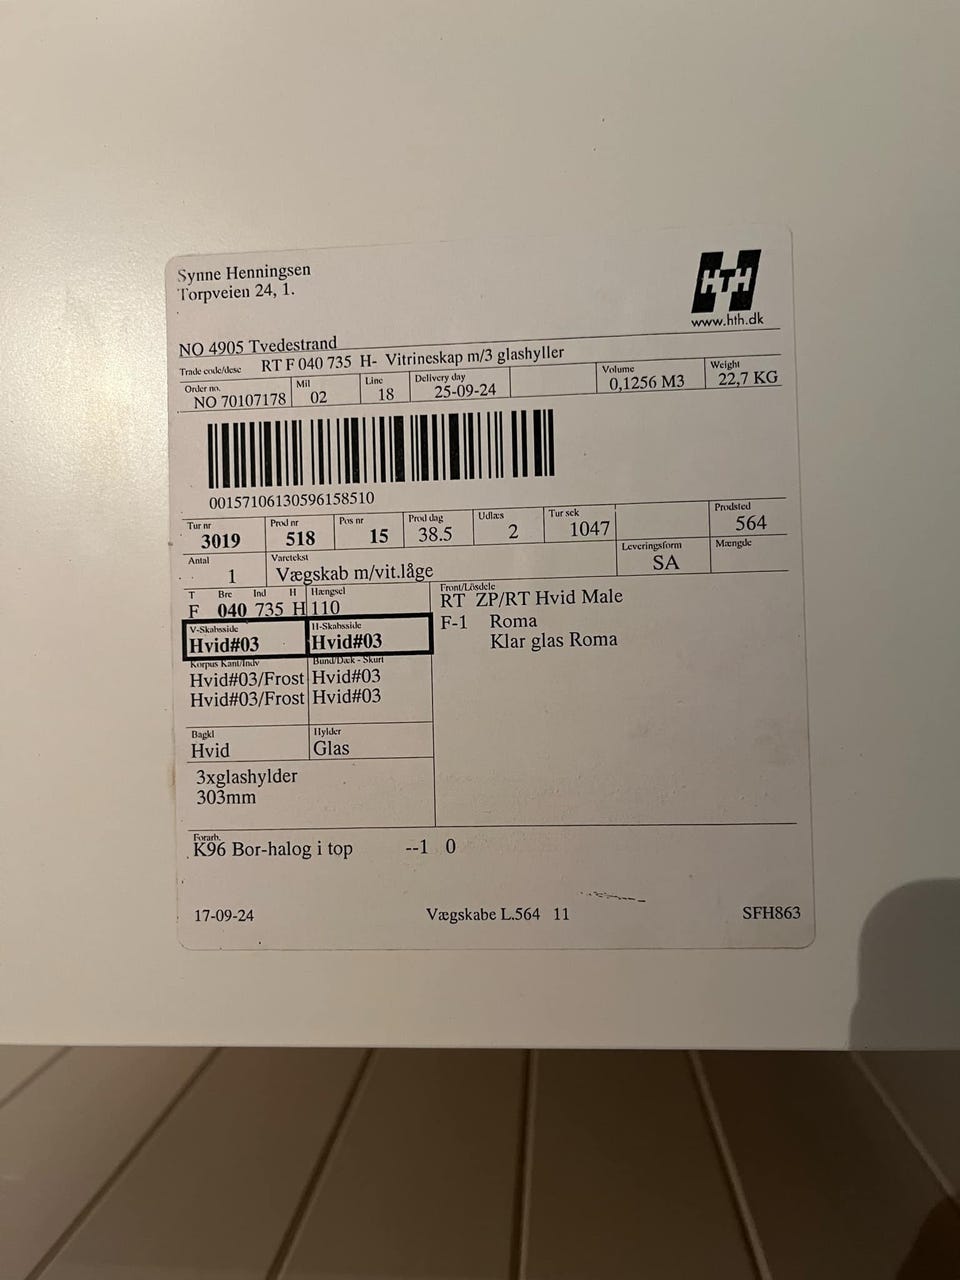 Synne Henningsen
Torpveien 24, 1.
HTH
www.hth.dk
NO 4905 Tvedestrand
Trade code/desc RT F 040 735 H- Vitrineskap m/3 glashyller
Order no. Mil Line Delivery day Volume Weight
NO 70107178 02 18 25-09-24 0,1256 M3 22,7 KG
00157106130596158510
Tur nr Prod nr Pos nr Prod dag Udlæs Tur sek Prodsted
3019 518 15 38.5 2 1047 564
Antal Varetekst Leveringsform Mængde
1 Vægskab m/vit.låge SA
T Bre Ind H Hængsel Front/Lösdele
F 040 735 H 110 RT ZP/RT Hvid Male
V-Skabsside H-Skabsside F-1 Roma
Hvid#03 Hvid#03 Klar glas Roma
Korpus Kant/Indv Bund/Dæk - Skurt
Hvid#03/Frost Hvid#03
Hvid#03/Frost Hvid#03
Bagkl Hylder
Hvid Glas
3xglashylder
303mm
Forarb.
K96 Bor-halog i top --1 0
17-09-24 Vægskabe L.564 11 SFH863